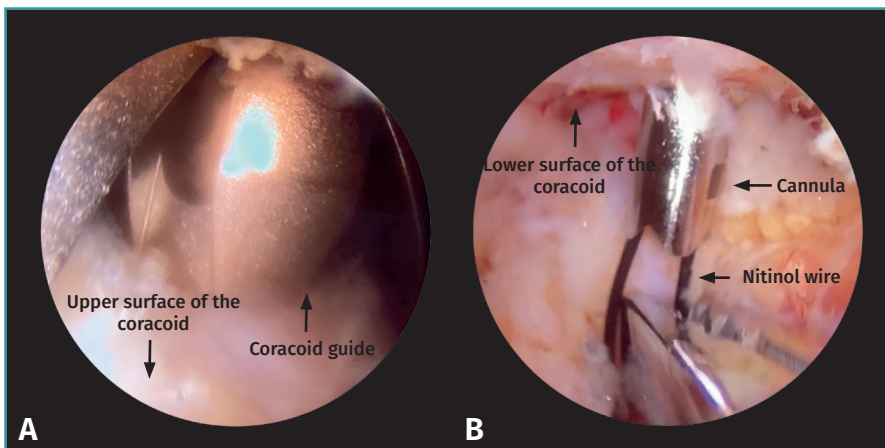 Upper surface of the
coracoid
Coracoid guide
A
Lower surface of the
coracoid
Cannula
Nitinol wire
B